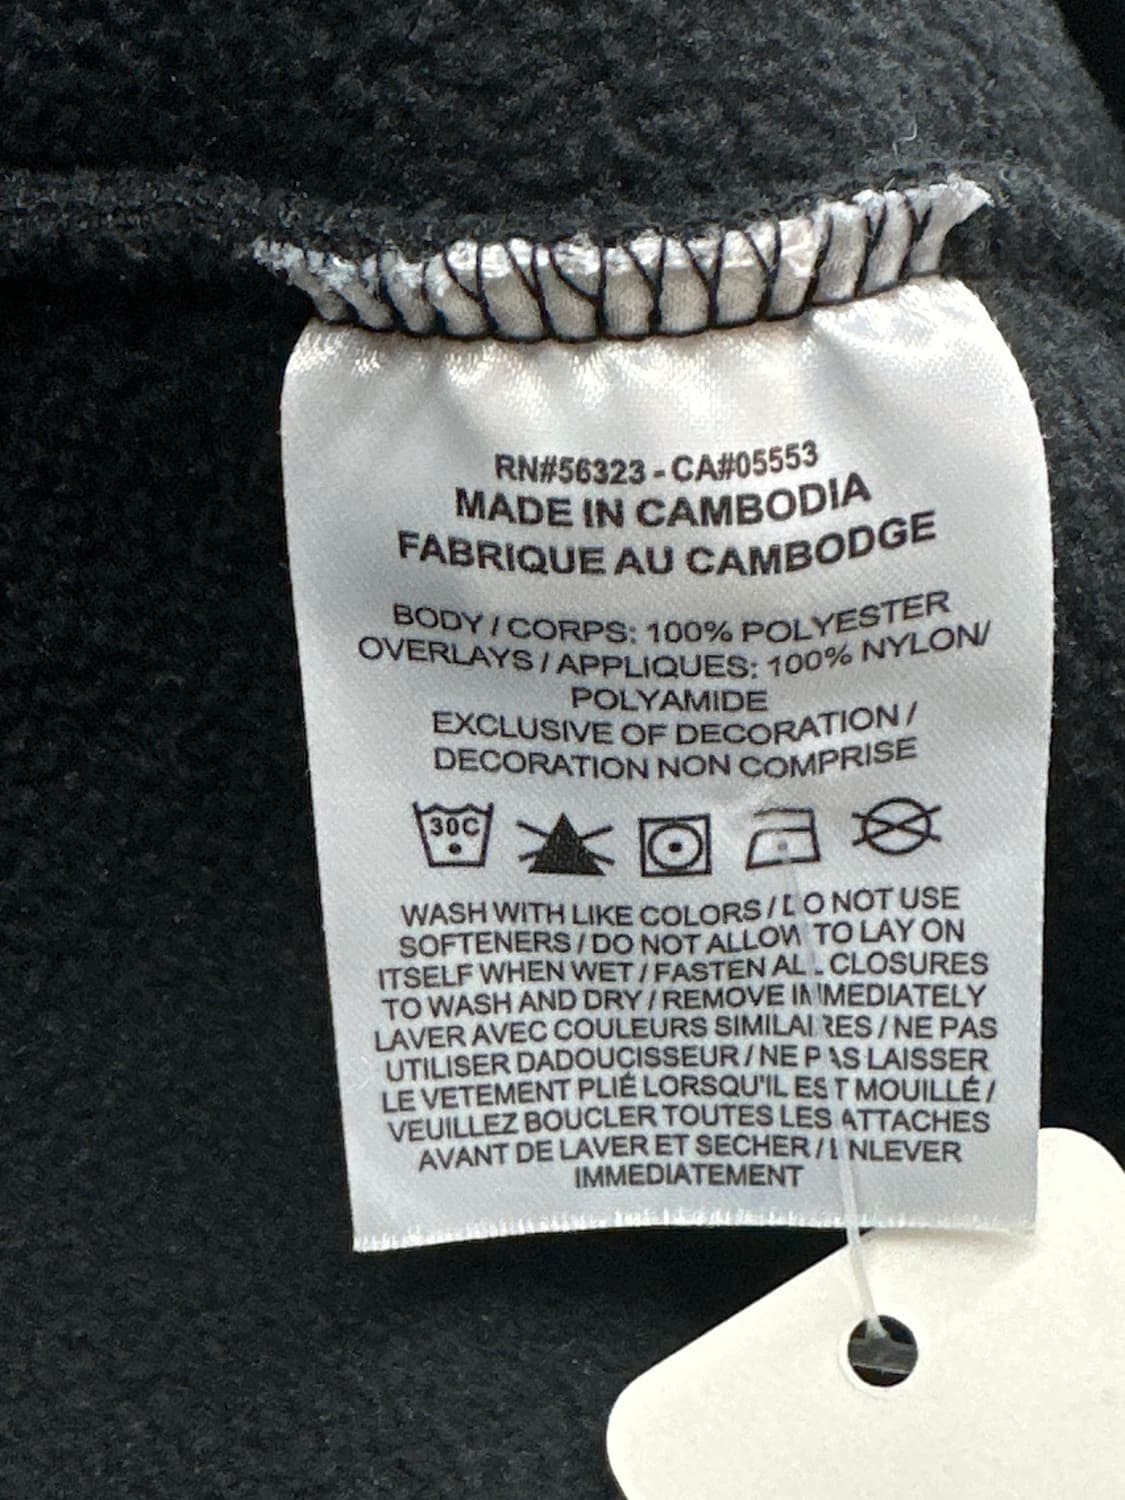 RN#56323 - CA#05553
MADE IN CAMBODIA
FABRIQUE AU CAMBODGE
BODY / CORPS: 100% POLYESTER
OVERLAYS / APPLIQUES: 100% NYLON/
POLYAMIDE
EXCLUSIVE OF DECORATION /
DECORATION NON COMPRISE
30C
WASH WITH LIKE COLORS / DO NOT USE
SOFTENERS / DO NOT ALLOW TO LAY ON
ITSELF WHEN WET / FASTEN ALL CLOSURES
TO WASH AND DRY / REMOVE IMMEDIATELY
LAVER AVEC COULEURS SIMILAIRES / NE PAS
UTILISER DADOUCISSEUR / NE PAS LAISSER
LE VETEMENT PLIÉ LORSQU'IL EST MOUILLÉ /
VEUILLEZ BOUCLER TOUTES LES ATTACHES
AVANT DE LAVER ET SECHER / ENLEVER
IMMEDIATEMENT